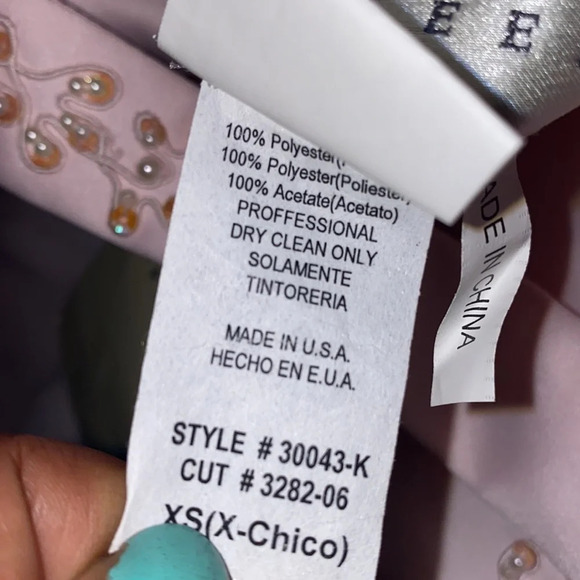 E E
100% Polyester
100% Polyester(Poliester)
100% Acetate(Acetato)
PROFFESSIONAL
DRY CLEAN ONLY
SOLAMENTE
TINTORERIA
MADE IN U.S.A.
HECHO EN E.U.A.
STYLE # 30043-K
CUT # 3282-06
XS(X-Chico)
MADE IN CHINA